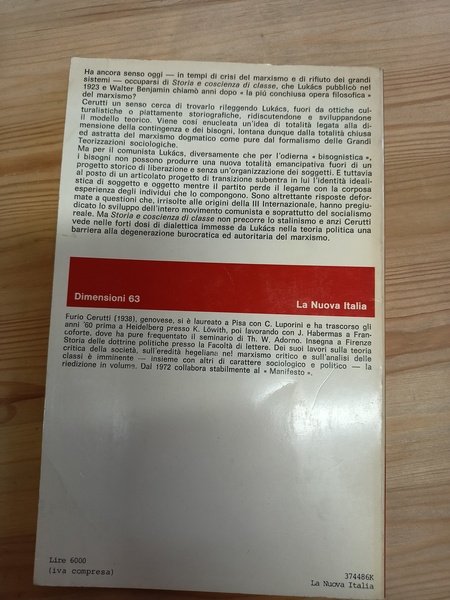 Ha ancora senso oggi — in tempi di crisi del marxismo e di rifiuto dei grandi
sistemi — occuparsi di Storia e coscienza di classe, che Lukács pubblicò nel
1923 e Walter Benjamin chiamò anni dopo « la più conchiusa opera filosofica »
del marxismo?
Cerutti un senso cerca di trovarlo rileggendo Lukács, fuori da ottiche cul-
turalistiche o piattamente storiografiche, ridiscutendone e sviluppandone
il modello teorico. Viene così enucleata un'idea di totalità legata alla di-
mensione della contingenza e dei bisogni, lontana dunque dalla totalità chiusa
ed astratta del marxismo dogmatico come pure dal formalismo delle Grandi
Teorizzazioni sociologiche.
Ma per il comunista Lukács, diversamente che per l'odierna « bisognistica »,
i bisogni non possono produrre una nuova totalità emancipativa fuori di un
progetto storico di liberazione e senza un'organizzazione dei soggetti. E tuttavia
al posto di un articolato progetto di transizione subentra in lui l'identità ideali-
stica di soggetto e oggetto mentre il partito perde il legame con la corposa
esperienza degli individui che lo compongono. Sono altrettante risposte defor-
mate a questioni che, irrisolte alle origini della III Internazionale, hanno pregiu-
dicato lo sviluppo dell'intero movimento comunista e soprattutto del socialismo
reale. Ma Storia e coscienza di classe non precorre lo stalinismo e anzi Cerutti
vede nelle forti dosi di dialettica immesse da Lukács nella teoria politica una
barriera alla degenerazione burocratica ed autoritaria del marxismo.
Dimensioni 63
La Nuova Italia
Furio Cerutti (1938), genovese, si è laureato a Pisa con C. Luporini e ha trascorso gli
anni '60 prima a Heidelberg presso K. Löwith, poi lavorando con J. Habermas a Fran-
coforte, dove ha pure frequentato il seminario di Th. W. Adorno. Insegna a Firenze
Storia delle dottrine politiche presso la Facoltà di lettere. Dei suoi lavori sulla teoria
critica della società, sull'eredità hegeliana nel marxismo critico e sull'analisi delle
classi è imminente — insieme con altri di carattere sociologico e politico — la
riedizione in volume. Dal 1972 collabora stabilmente al « Manifesto ».
Lire 6000
(iva compresa)
374486K
La Nuova Italia